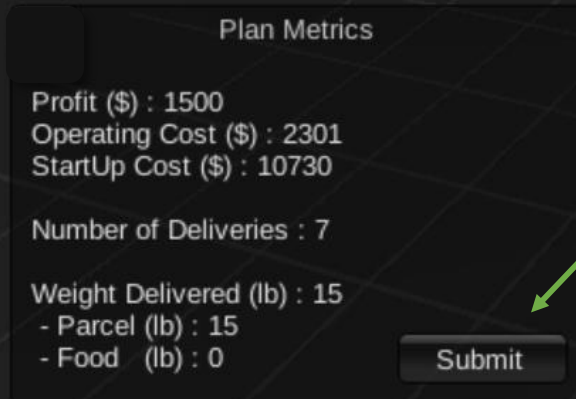 Plan Metrics
Profit ($) : 1500
Operating Cost ($) : 2301
StartUp Cost ($) : 10730
Number of Deliveries : 7
Weight Delivered (lb) : 15
- Parcel (lb) : 15
- Food (lb) : 0
Submit